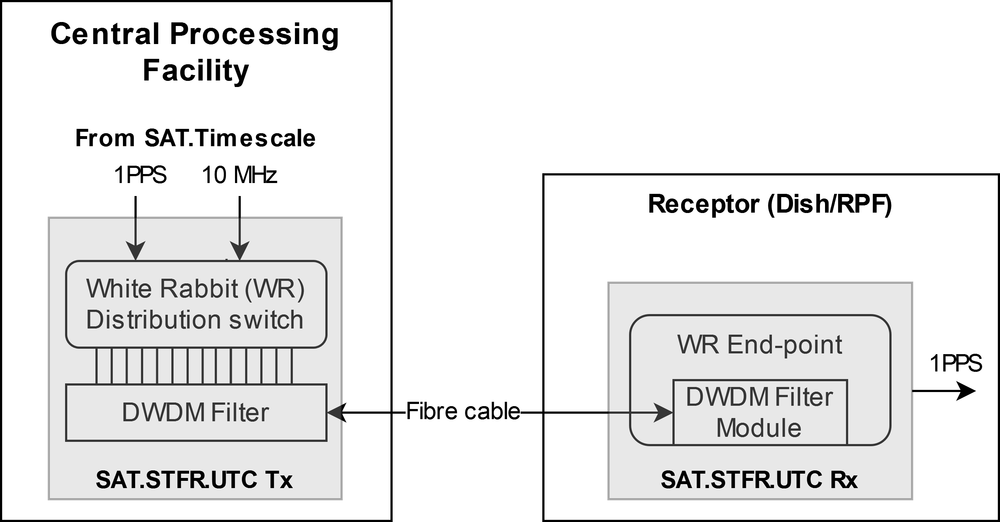 Central Processing
Facility
From SAT.Timescale
1PPS
10 MHz
White Rabbit (WR)
Distribution switch
DWDM Filter
SAT.STFR.UTC Tx
Fibre cable
Receptor (Dish/RPF)
WR End-point
DWDM Filter
Module
SAT.STFR.UTC Rx
1PPS